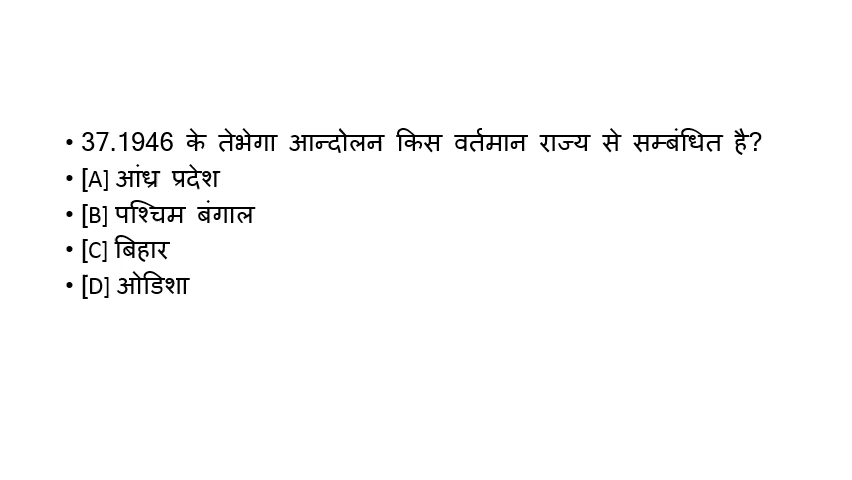 • 37.1946 के तेभेगा आन्दोलन किस वर्तमान राज्य से सम्बंधित है?
• [A] आंध्र प्रदेश
• [B] पश्चिम बंगाल
• [C] बिहार
• [D] ओडिशा